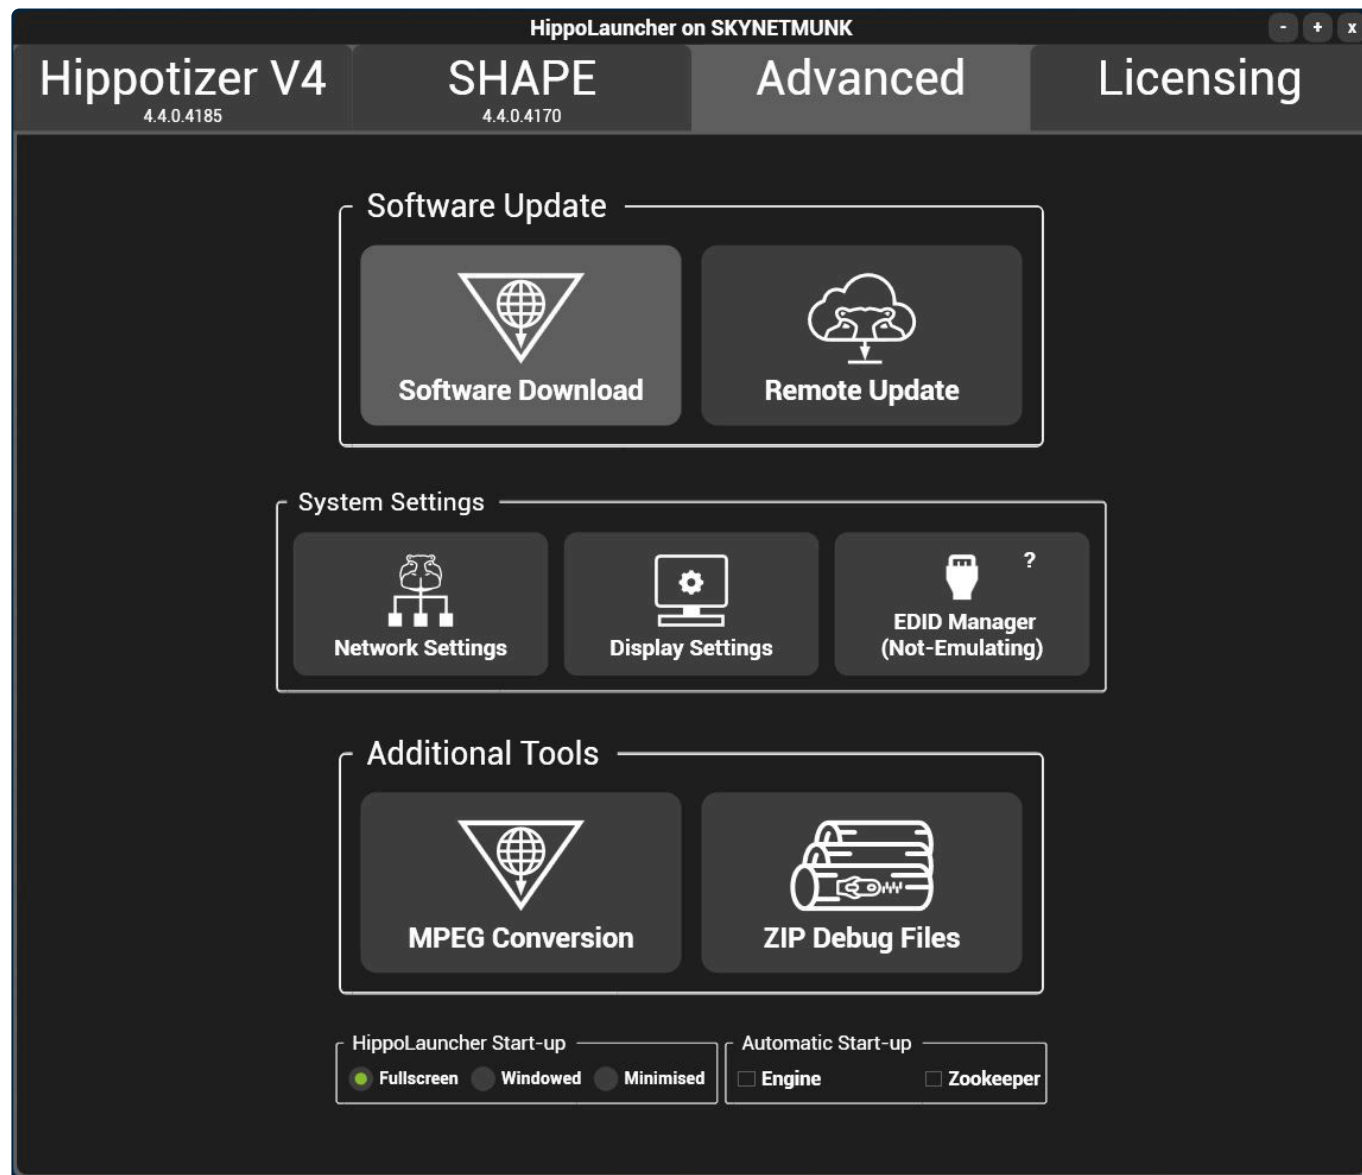 HippoLauncher on SKYNETMUNK
- + x
Hippotizer V4 SHAPE Advanced Licensing
4.4.0.4185 4.4.0.4170
Software Update
Software Download Remote Update
System Settings
?
EDID Manager
Network Settings Display Settings (Not-Emulating)
Additional Tools
MPEG Conversion ZIP Debug Files
HippoLauncher Start-up Automatic Start-up
Fullscreen Windowed Minimised Engine Zookeeper